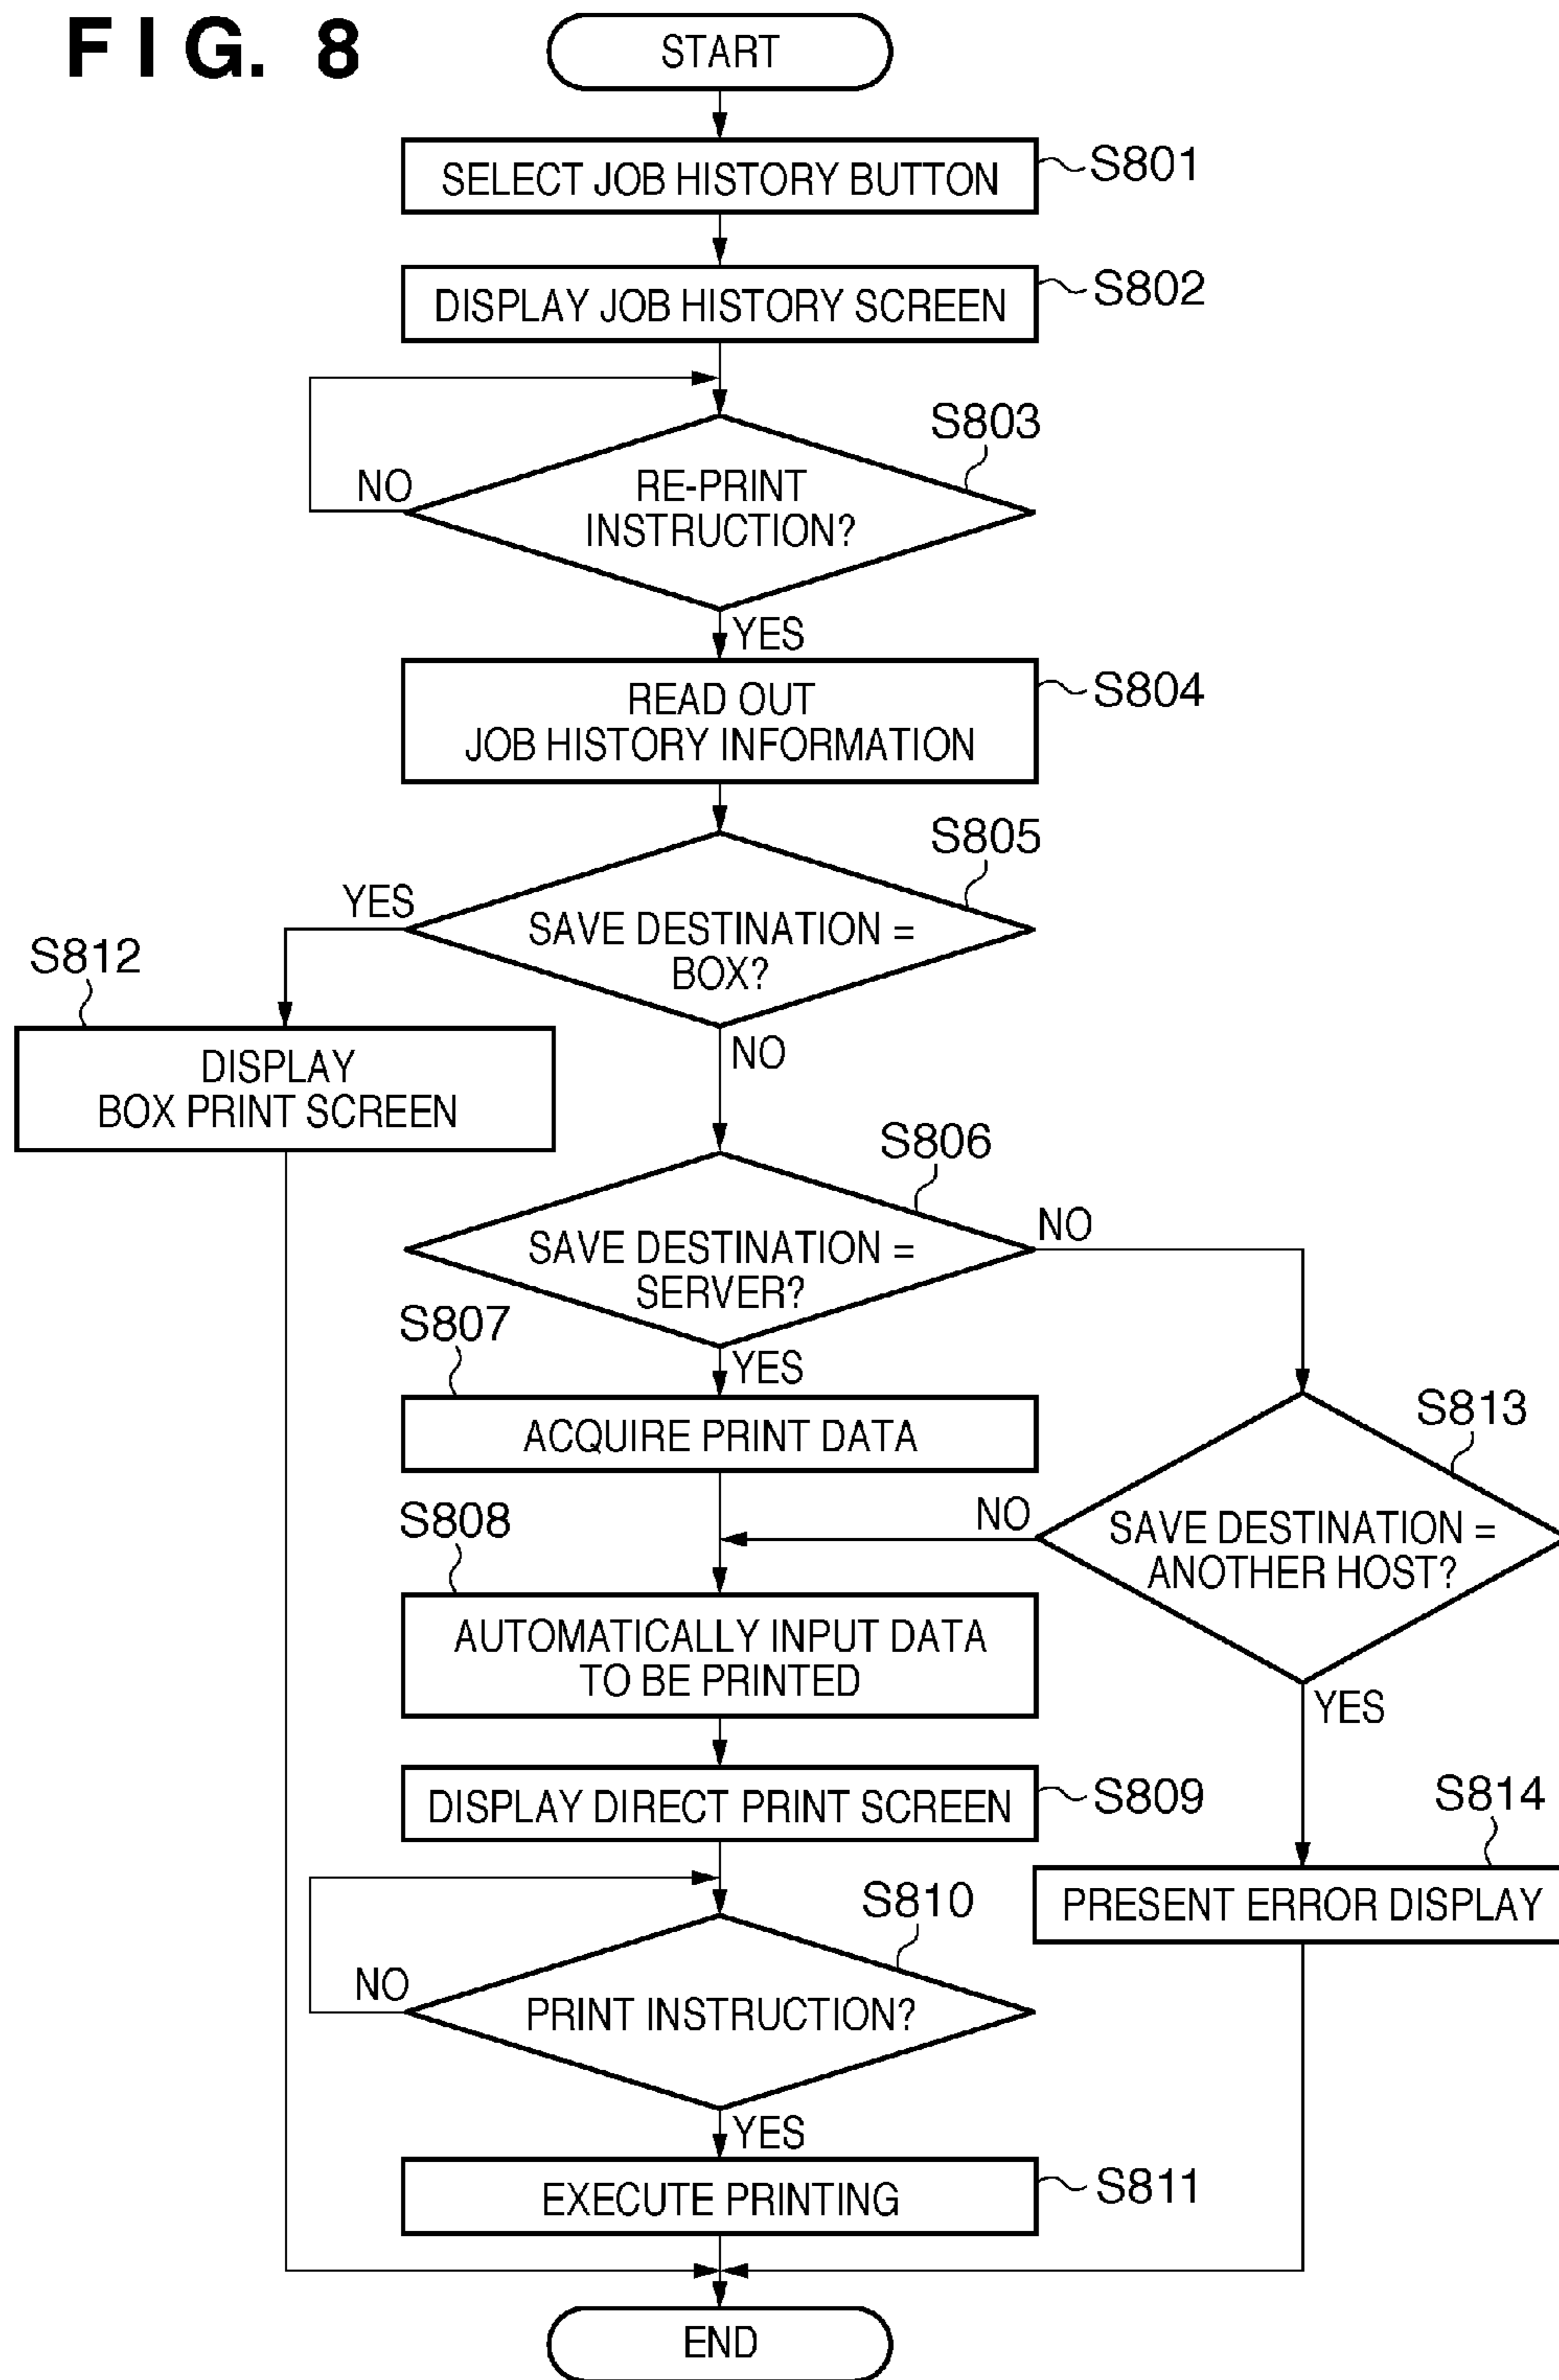 FIG. 8
START
SELECT JOB HISTORY BUTTON
S801
DISPLAY JOB HISTORY SCREEN
S802
S803
NO
RE-PRINT
INSTRUCTION?
YES
READ OUT
JOB HISTORY INFORMATION
S804
S805
YES
SAVE DESTINATION =
BOX?
S812
NO
DISPLAY
BOX PRINT SCREEN
S806
NO
SAVE DESTINATION =
SERVER?
S807
YES
ACQUIRE PRINT DATA
S813
S808
NO
SAVE DESTINATION =
ANOTHER HOST?
AUTOMATICALLY INPUT DATA
TO BE PRINTED
YES
DISPLAY DIRECT PRINT SCREEN
S809
S814
S810
PRESENT ERROR DISPLAY
NO
PRINT INSTRUCTION?
YES
EXECUTE PRINTING
S811
END